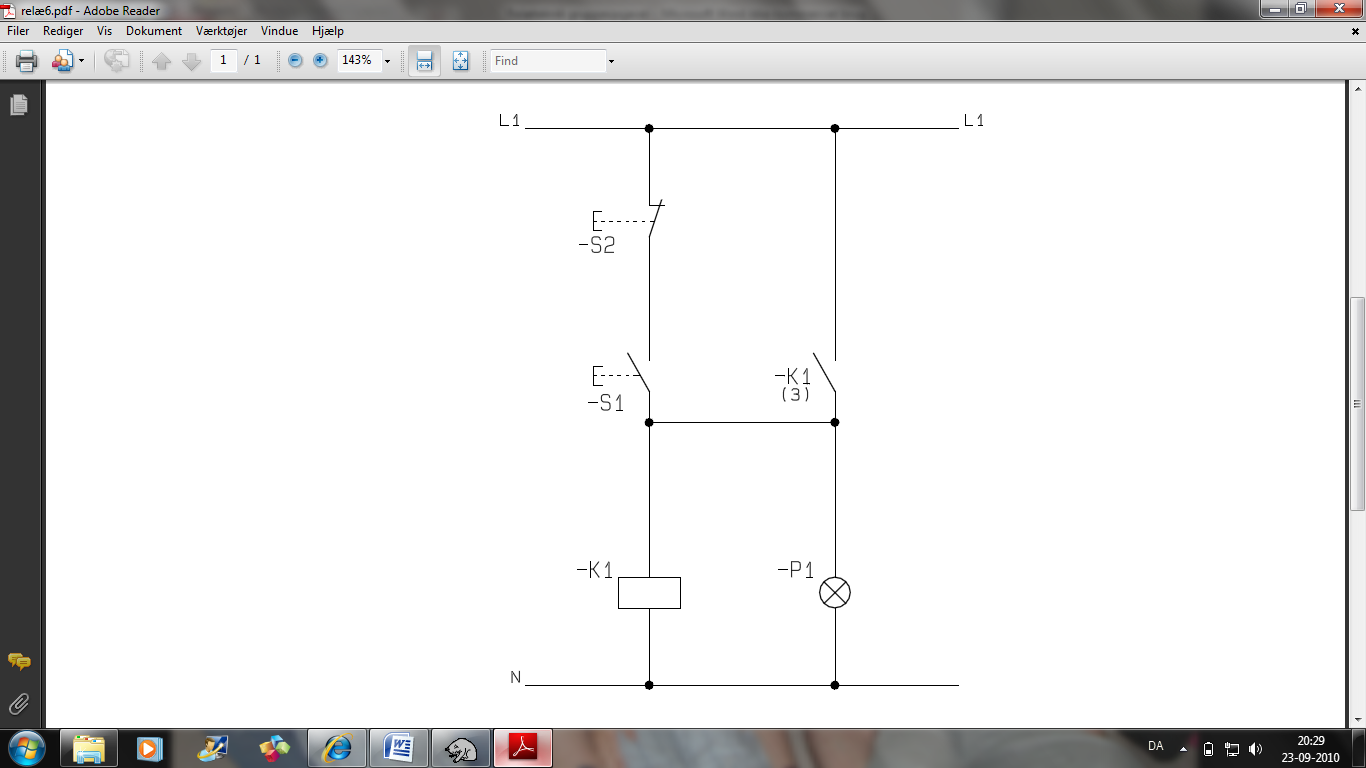 relæ6.pdf - Adobe Reader
Filer Rediger Vis Dokument Værktøjer Vindue Hjælp
1 / 1 143% Find
L1 L1
-S2
-S1
-K1
(3)
-K1
-P1
N
DA
20:29
23-09-2010